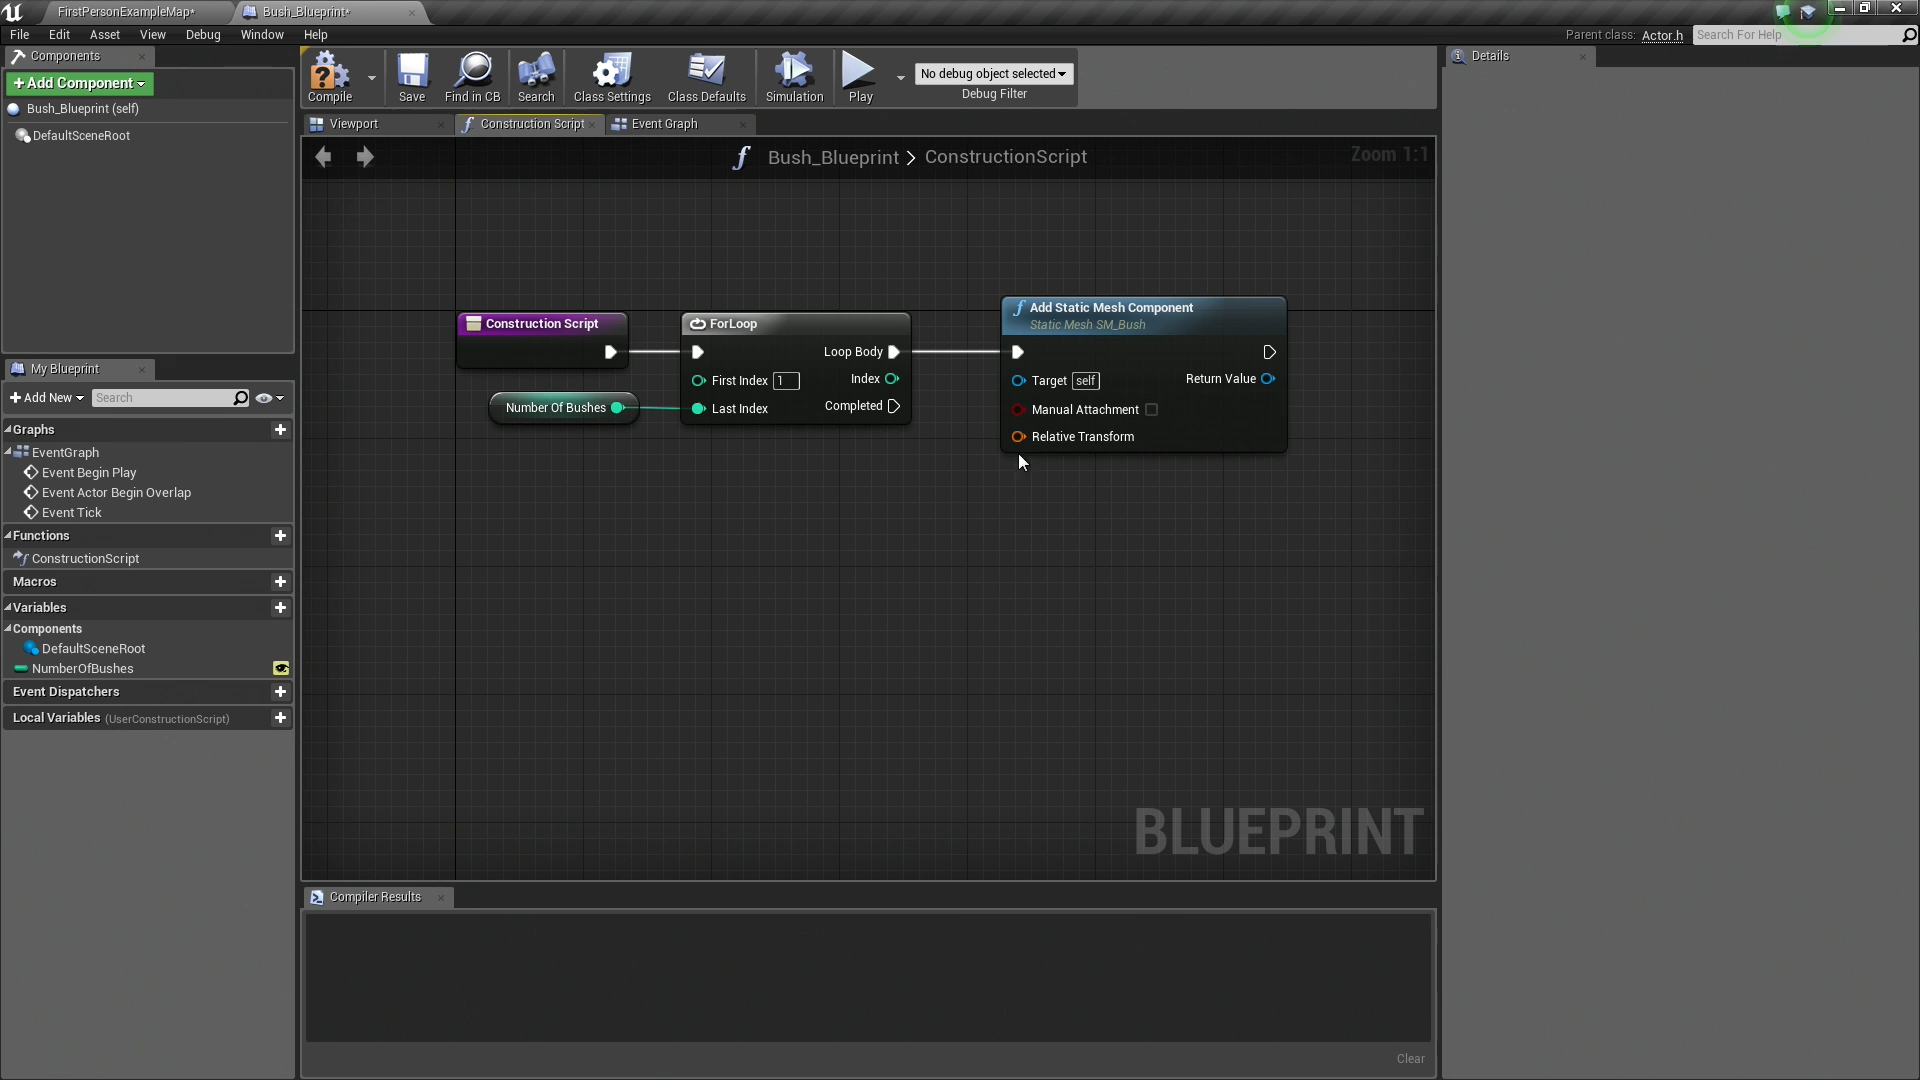 FirstPersonExampleMap*
Bush_Blueprint*
File Edit Asset View Debug Window Help
Parent class: Actor.h Search For Help
Components
+ Add Component
Bush_Blueprint (self)
DefaultSceneRoot
Compile Save Find in CB Search Class Settings Class Defaults Simulation Play
No debug object selected
Debug Filter
Details
Viewport Construction Script Event Graph
Bush_Blueprint > ConstructionScript
Zoom 1:1
Construction Script
Number Of Bushes
ForLoop
Loop Body
First Index 1 Index
Last Index Completed
Add Static Mesh Component
Static Mesh SM_Bush
Target self Return Value
Manual Attachment
Relative Transform
BLUEPRINT
My Blueprint
+ Add New Search
Graphs
EventGraph
Event Begin Play
Event Actor Begin Overlap
Event Tick
Functions
ConstructionScript
Macros
Variables
Components
DefaultSceneRoot
NumberOfBushes
Event Dispatchers
Local Variables (UserConstructionScript)
Compiler Results
Clear